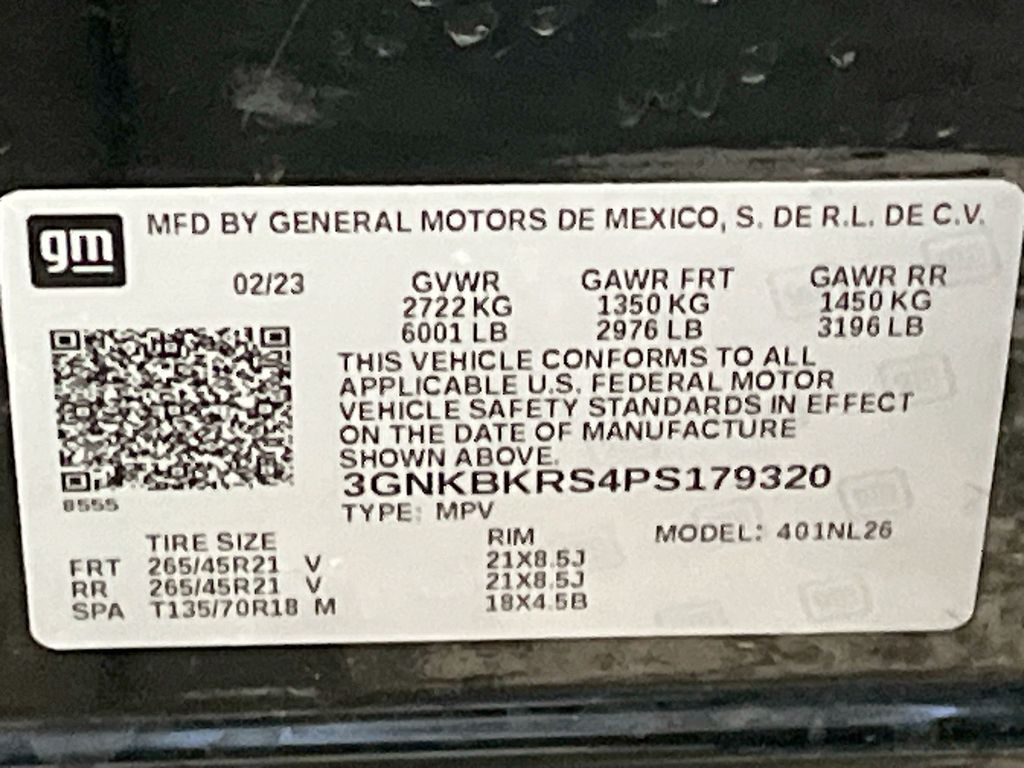 gm MFD BY GENERAL MOTORS DE MEXICO, S. DE R.L. DE C.V.
02/23 GVWR GAWR FRT GAWR RR
2722 KG 1350 KG 1450 KG
6001 LB 2976 LB 3196 LB
THIS VEHICLE CONFORMS TO ALL
APPLICABLE U.S. FEDERAL MOTOR
VEHICLE SAFETY STANDARDS IN EFFECT
ON THE DATE OF MANUFACTURE
SHOWN ABOVE.
3GNKBKRS4PS179320
8555
TYPE: MPV
TIRE SIZE RIM MODEL: 401NL26
FRT 265/45R21 V 21X8.5J
RR 265/45R21 V 21X8.5J
SPA T135/70R18 M 18X4.5B